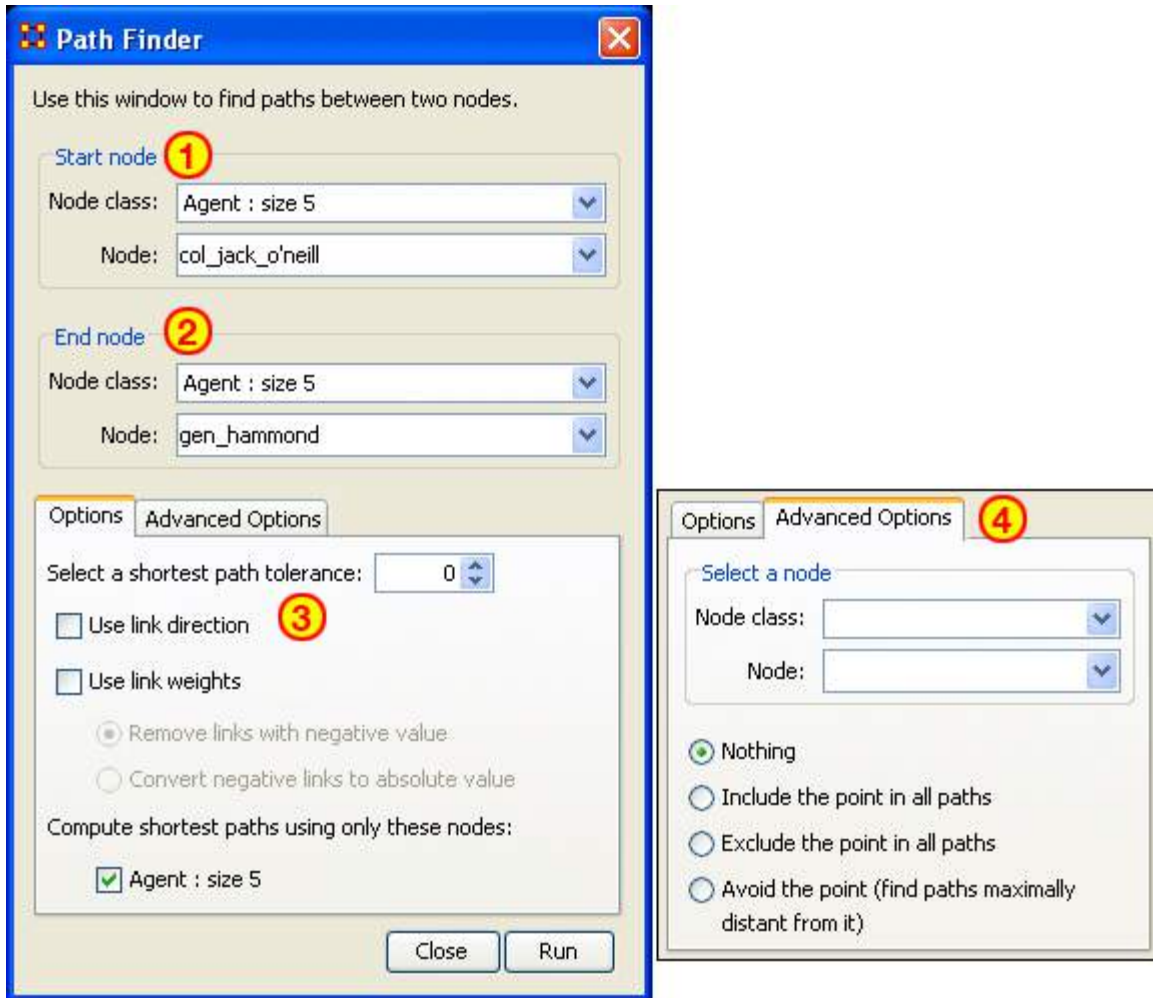 Path Finder
Use this window to find paths between two nodes.
Start node 1
Node class: Agent : size 5
Node: col_jack_o'neill
End node 2
Node class: Agent : size 5
Node: gen_hammond
Options Advanced Options
Select a shortest path tolerance: 0
3
Use link direction
Use link weights
Remove links with negative value
Convert negative links to absolute value
Compute shortest paths using only these nodes:
Agent : size 5
Close Run
Options Advanced Options 4
Select a node
Node class:
Node:
Nothing
Include the point in all paths
Exclude the point in all paths
Avoid the point (find paths maximally
distant from it)